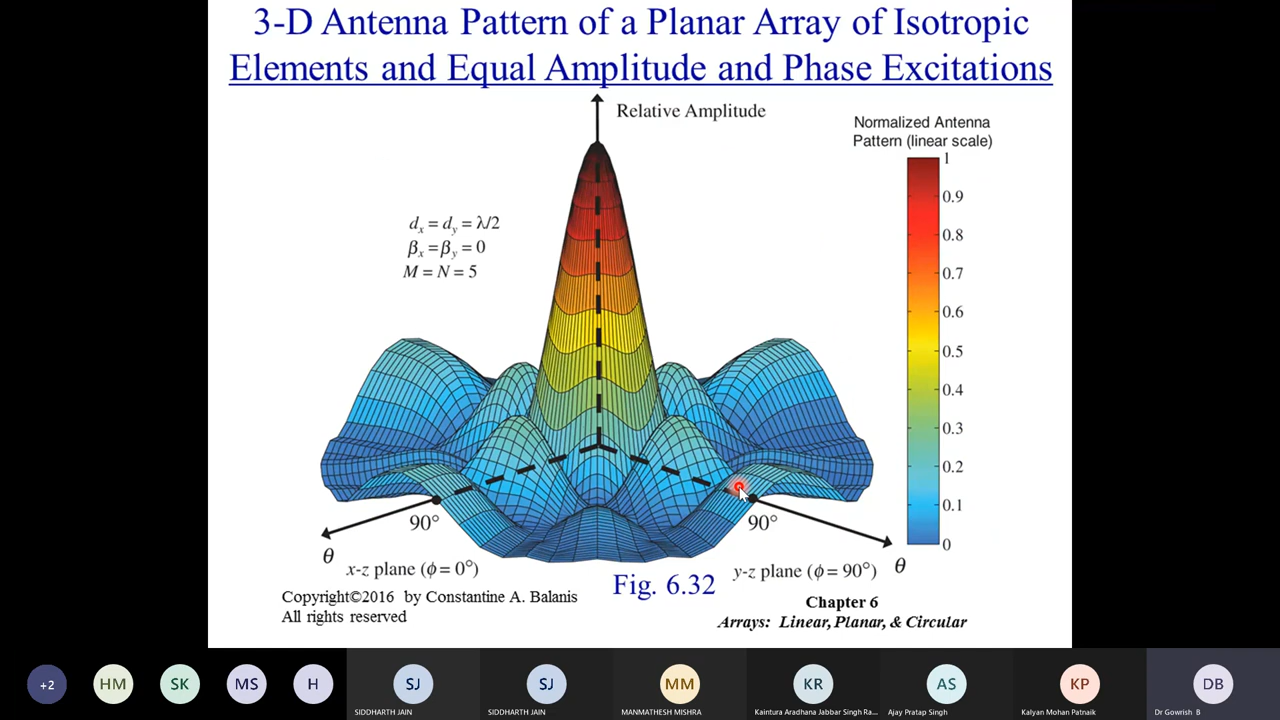 3-D Antenna Pattern of a Planar Array of Isotropic
Elements and Equal Amplitude and Phase Excitations
Relative Amplitude
Normalized Antenna
Pattern (linear scale)
1
0.9
0.8
0.7
0.6
0.5
0.4
0.3
0.2
0.1
0
dₓ = dᵧ = λ/2
βₓ = βᵧ = 0
M = N = 5
90°
90°
θ
θ
x-z plane (ϕ = 0°)
y-z plane (ϕ = 90°)
Fig. 6.32
Copyright©2016 by Constantine A. Balanis
All rights reserved
Chapter 6
Arrays: Linear, Planar, & Circular
+2
HM
SK
MS
H
SJ
SIDDHARTH JAIN
SJ
SIDDHARTH JAIN
MM
MANMATHESH MISHRA
KR
Kaintura Aradhana Jabbar Singh Ra...
AS
Ajay Pratap Singh
KP
Kalyan Mohan Patnaik
DB
Dr Gowrish B